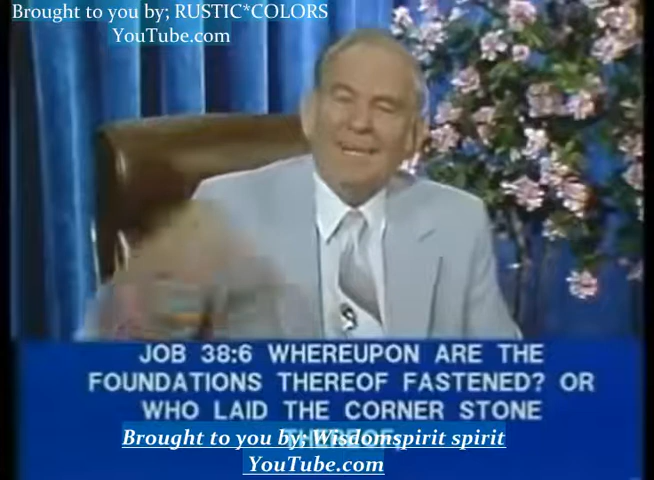 Brought to you by; RUSTIC*COLORS
YouTube.com
JOB 38:6 WHEREUPON ARE THE
FOUNDATIONS THEREOF FASTENED? OR
WHO LAID THE CORNER STONE
THEREOF,
Brought to you by; Wisdomspirit spirit
YouTube.com